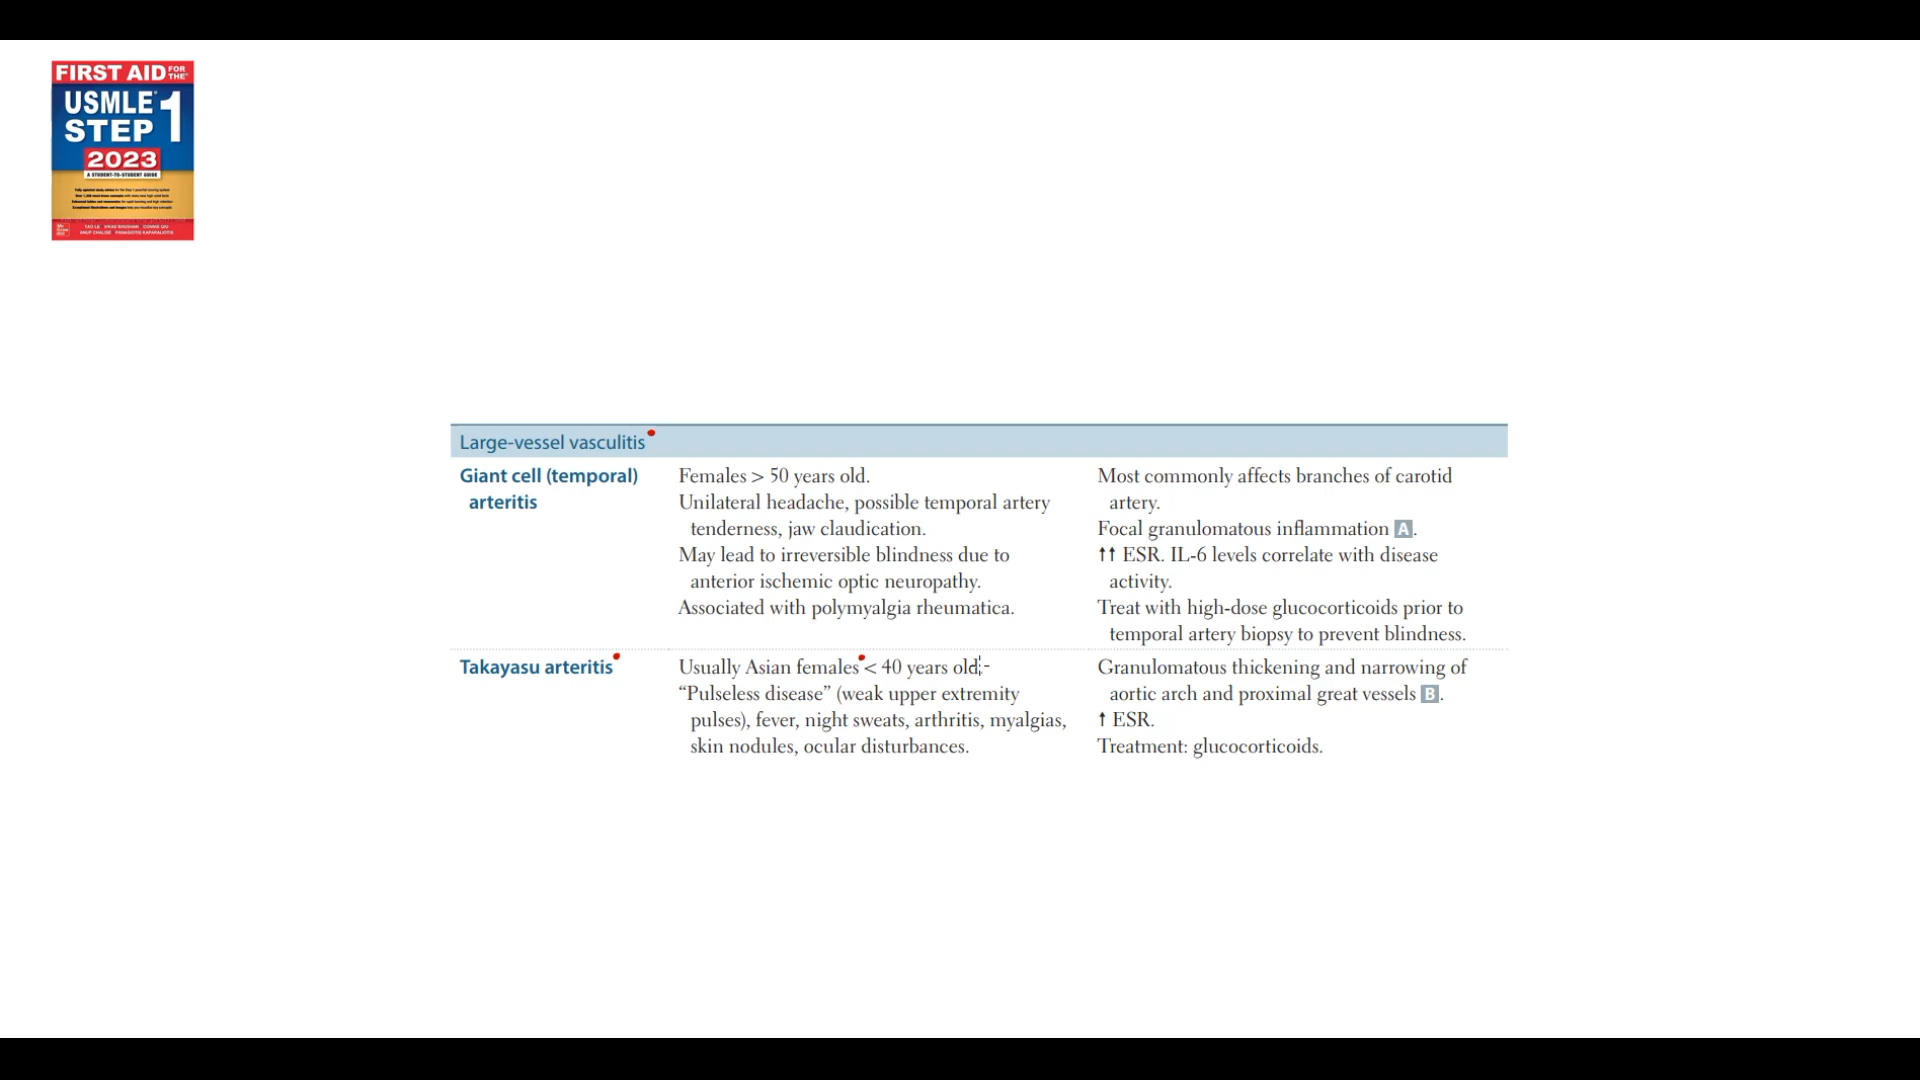 FIRST AID FOR THE
USMLE 1
STEP
2023
A STUDENT-TO-STUDENT GUIDE
Large-vessel vasculitis
Giant cell (temporal)
arteritis
Females > 50 years old.
Unilateral headache, possible temporal artery
tenderness, jaw claudication.
May lead to irreversible blindness due to
anterior ischemic optic neuropathy.
Associated with polymyalgia rheumatica.
Most commonly affects branches of carotid
artery.
Focal granulomatous inflammation A.
↑↑ ESR. IL-6 levels correlate with disease
activity.
Treat with high-dose glucocorticoids prior to
temporal artery biopsy to prevent blindness.
Takayasu arteritis
Usually Asian females < 40 years old.
“Pulseless disease” (weak upper extremity
pulses), fever, night sweats, arthritis, myalgias,
skin nodules, ocular disturbances.
Granulomatous thickening and narrowing of
aortic arch and proximal great vessels B.
↑ ESR.
Treatment: glucocorticoids.